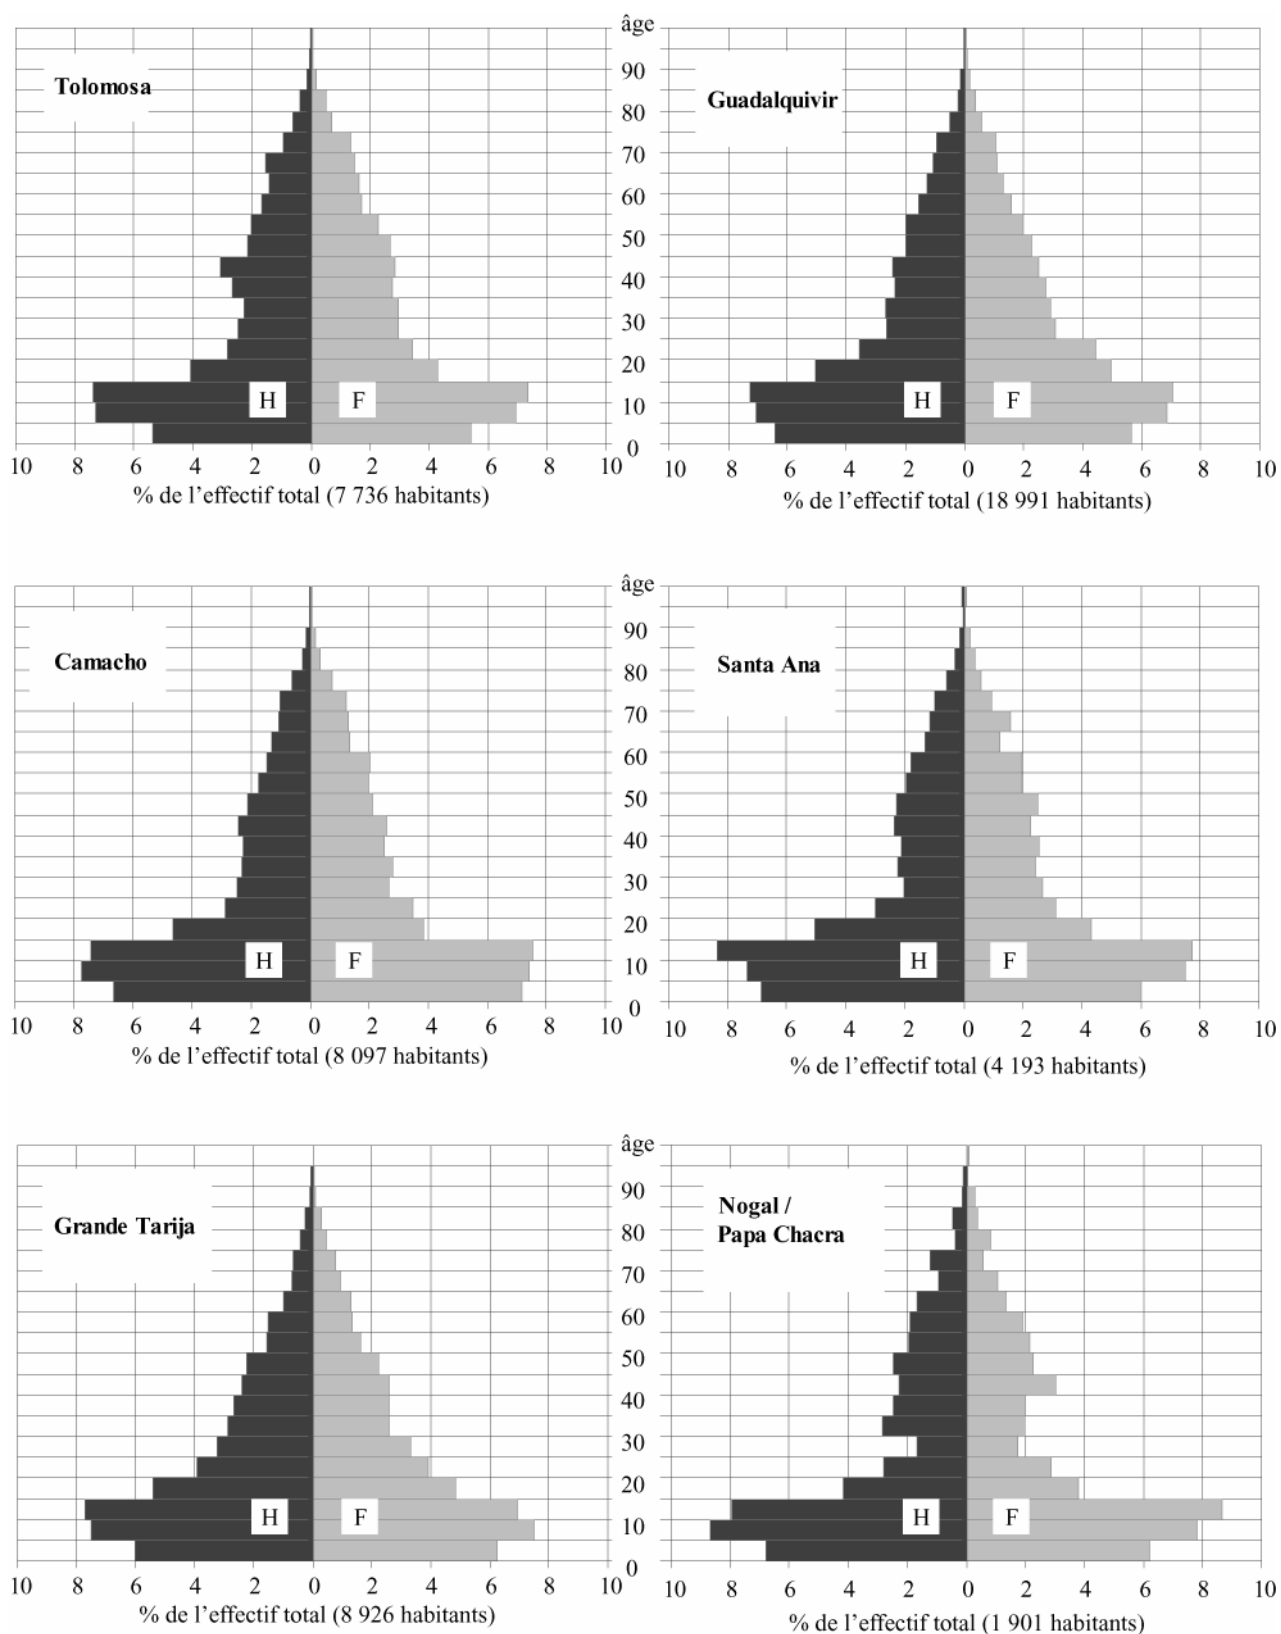 âge
90
80
70
60
50
40
30
20
10
0
Tolomosa
H F
10 8 6 4 2 0 2 4 6 8 10
% de l'effectif total (7 736 habitants)
Guadalquivir
H F
10 8 6 4 2 0 2 4 6 8 10
% de l'effectif total (18 991 habitants)
âge
90
80
70
60
50
40
30
20
10
0
Camacho
H F
10 8 6 4 2 0 2 4 6 8 10
% de l'effectif total (8 097 habitants)
Santa Ana
H F
10 8 6 4 2 0 2 4 6 8 10
% de l'effectif total (4 193 habitants)
âge
90
80
70
60
50
40
30
20
10
0
Grande Tarija
H F
10 8 6 4 2 0 2 4 6 8 10
% de l'effectif total (8 926 habitants)
Nogal /
Papa Chacra
H F
10 8 6 4 2 0 2 4 6 8 10
% de l'effectif total (1 901 habitants)